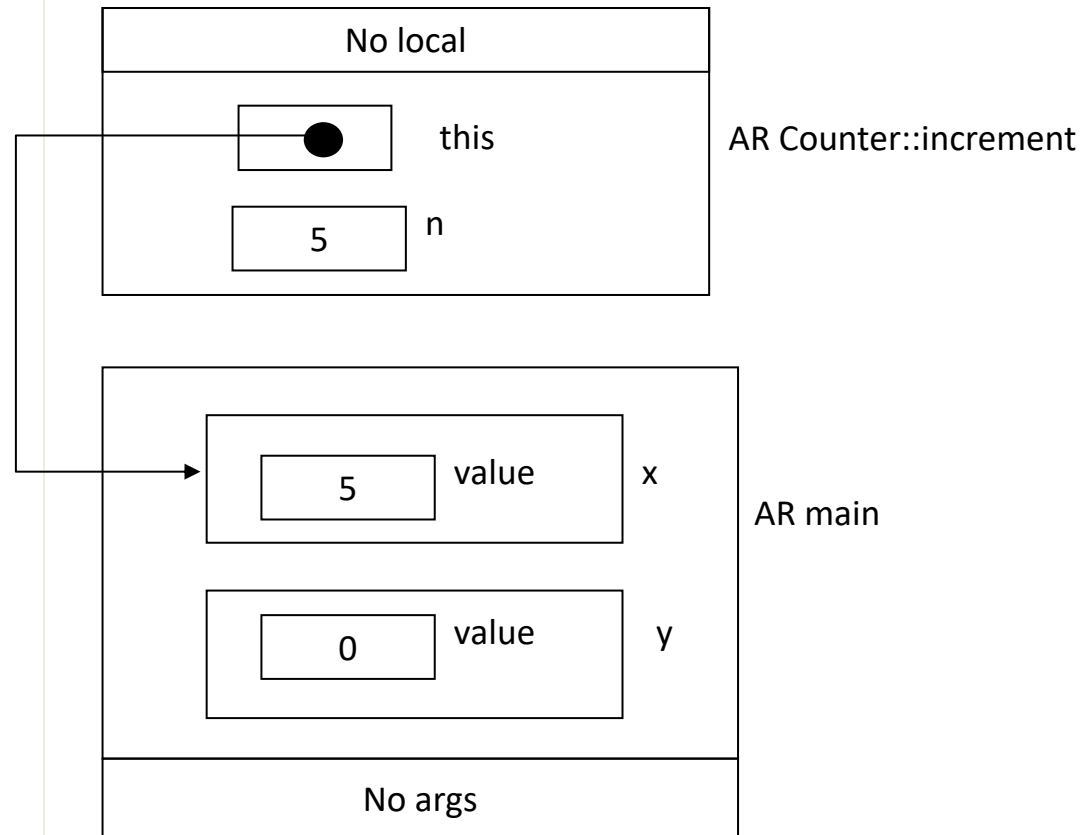 No local
this
AR Counter::increment
n
5
value
x
5
AR main
value
y
0
No args